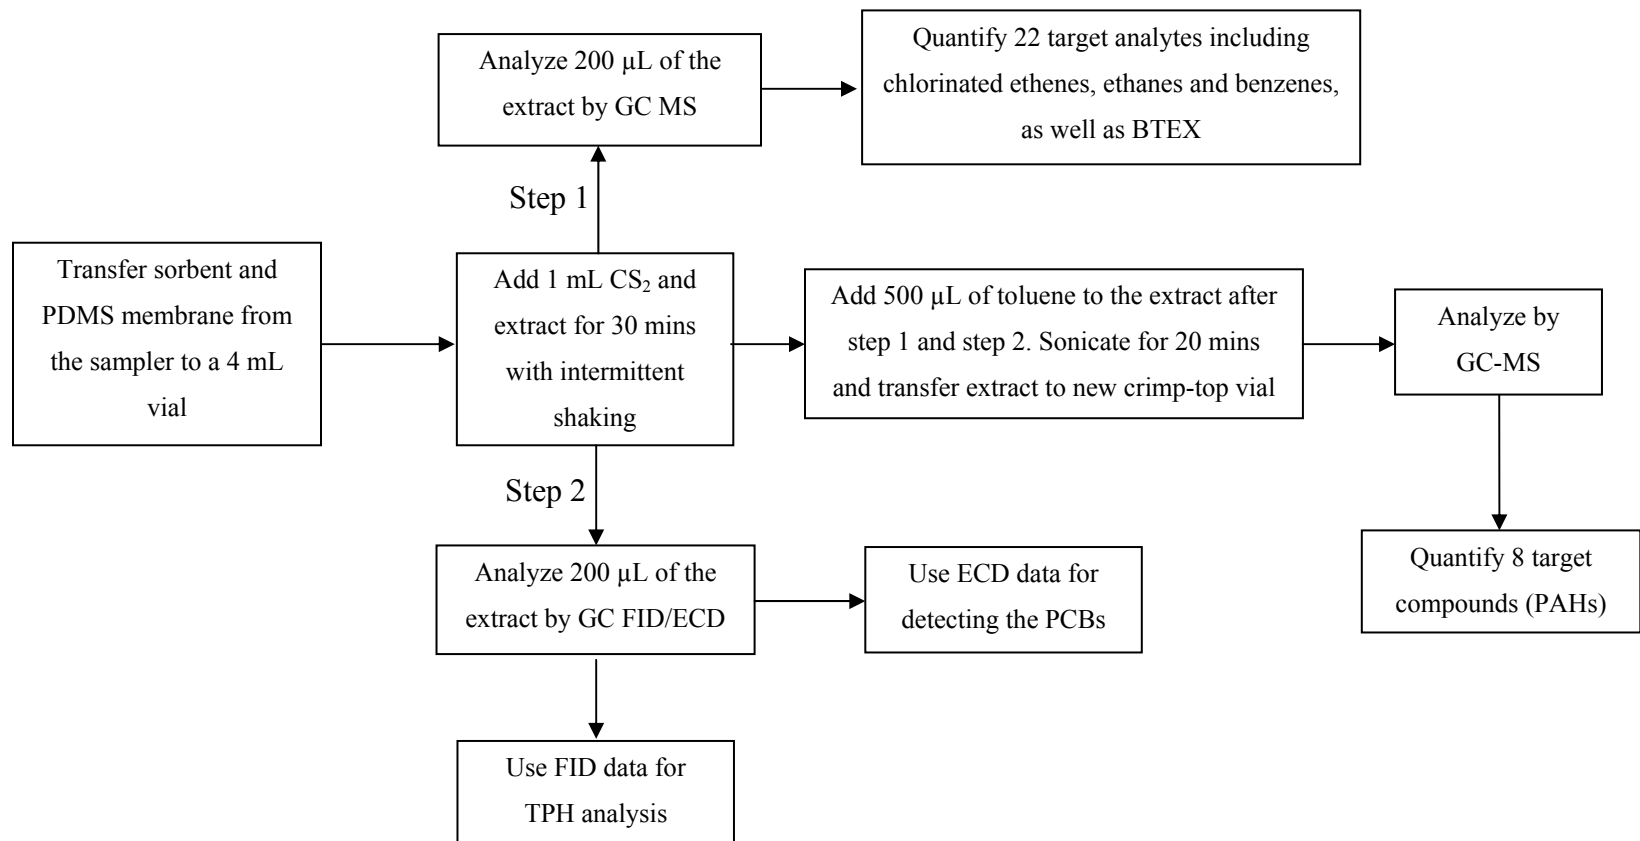 Analyze 200 µL of the
extract by GC MS
Quantify 22 target analytes including
chlorinated ethenes, ethanes and benzenes,
as well as BTEX
Step 1
Transfer sorbent and
PDMS membrane from
the sampler to a 4 mL
vial
Add 1 mL CS₂ and
extract for 30 mins
with intermittent
shaking
Add 500 µL of toluene to the extract after
step 1 and step 2. Sonicate for 20 mins
and transfer extract to new crimp-top vial
Analyze by
GC-MS
Step 2
Analyze 200 µL of the
extract by GC FID/ECD
Use ECD data for
detecting the PCBs
Quantify 8 target
compounds (PAHs)
Use FID data for
TPH analysis